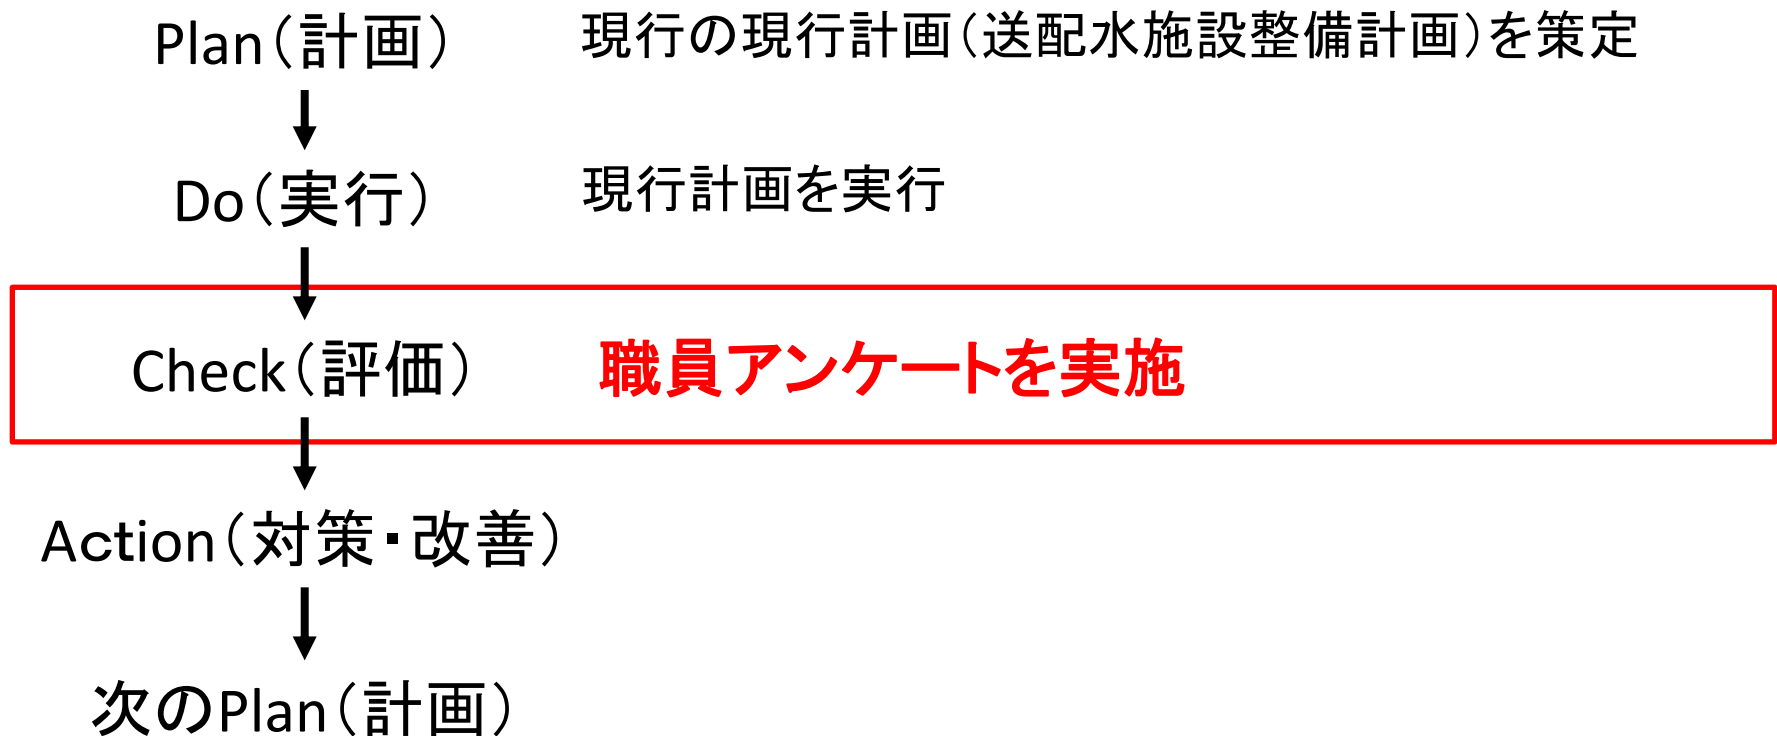 Plan（計画） 現行の現行計画（送配水施設整備計画）を策定
Do（実行） 現行計画を実行
Check（評価） 職員アンケートを実施
Action（対策・改善）
次のPlan（計画）